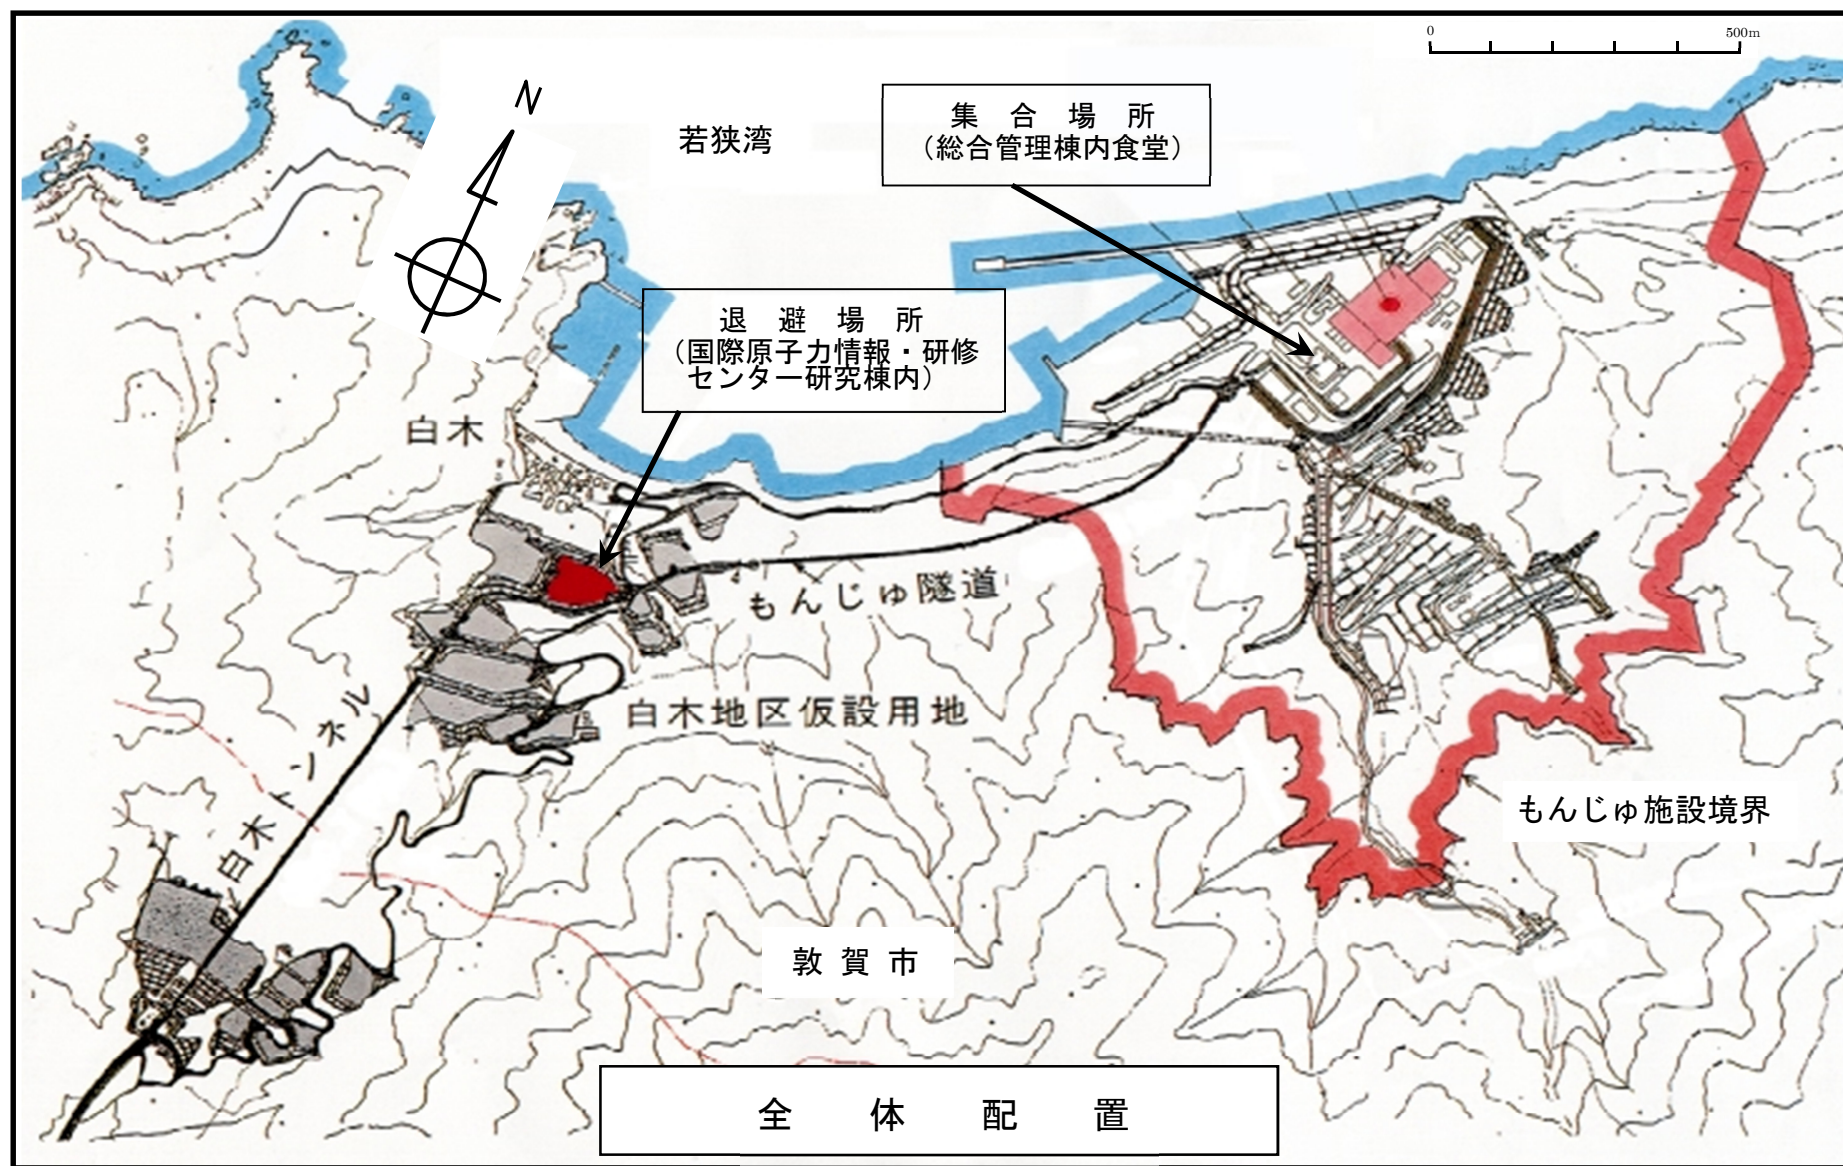 0 500m
N
若狭湾
集合場所
（総合管理棟内食堂）
退避場所
（国際原子力情報・研修
センター研究棟内）
白木
もんじゅ隧道
白木地区仮設用地
白木トンネル
もんじゅ施設境界
敦賀市
全体配置